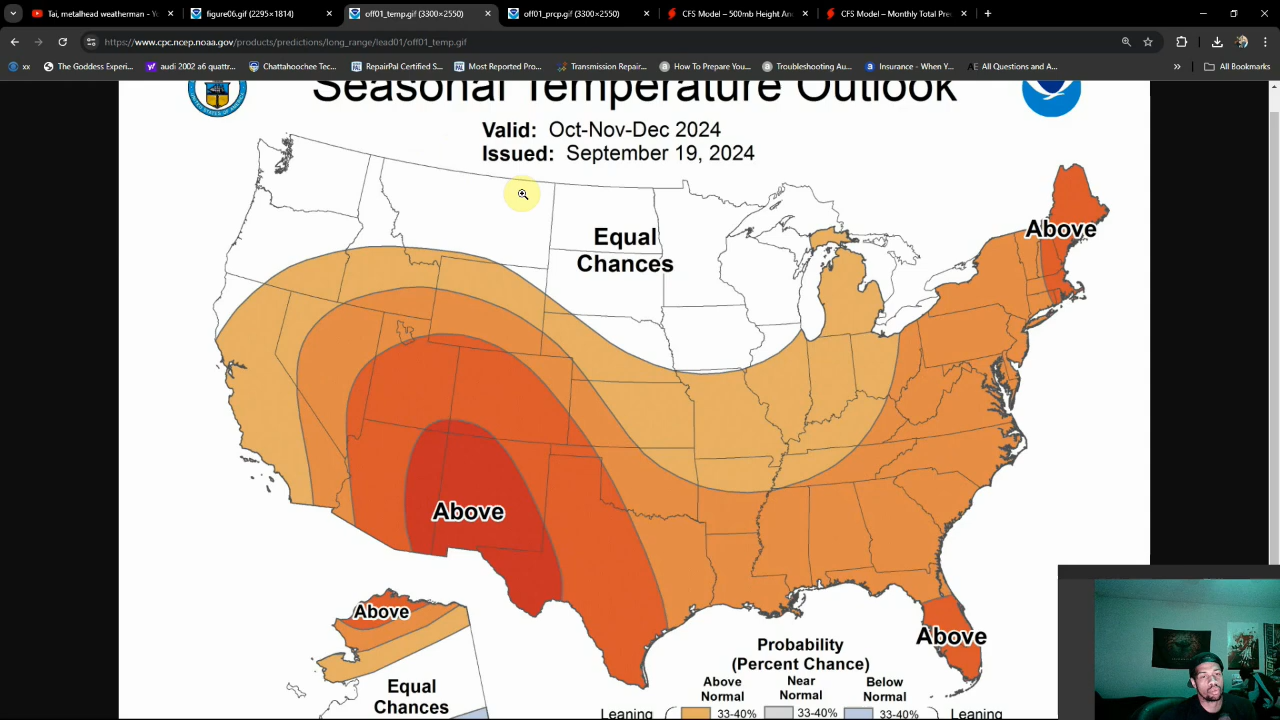 Tai, metalhead weatherman - Yo
figure06.gif (2295×1814)
off01_temp.gif (3300×2550)
off01_prcp.gif (3300×2550)
CFS Model – 500mb Height An
CFS Model – Monthly Total Pre
https://www.cpc.ncep.noaa.gov/products/predictions/long_range/lead01/off01_temp.gif
xx
The Goddess Experi...
audi 2002 a6 quattr...
Chattahoochee Tec...
RepairPal Certified S...
Most Reported Pro...
Transmission Repair...
How To Prepare You...
Troubleshooting Au...
Insurance - When Y...
All Questions and A...
»
All Bookmarks
Seasonal Temperature Outlook
Valid: Oct-Nov-Dec 2024
Issued: September 19, 2024
Equal
Chances
Above
Above
Above
Above
Equal
Chances
Probability
(Percent Chance)
Above
Normal
Near
Normal
Below
Normal
Leaning
33-40%
33-40%
33-40%
Leaning